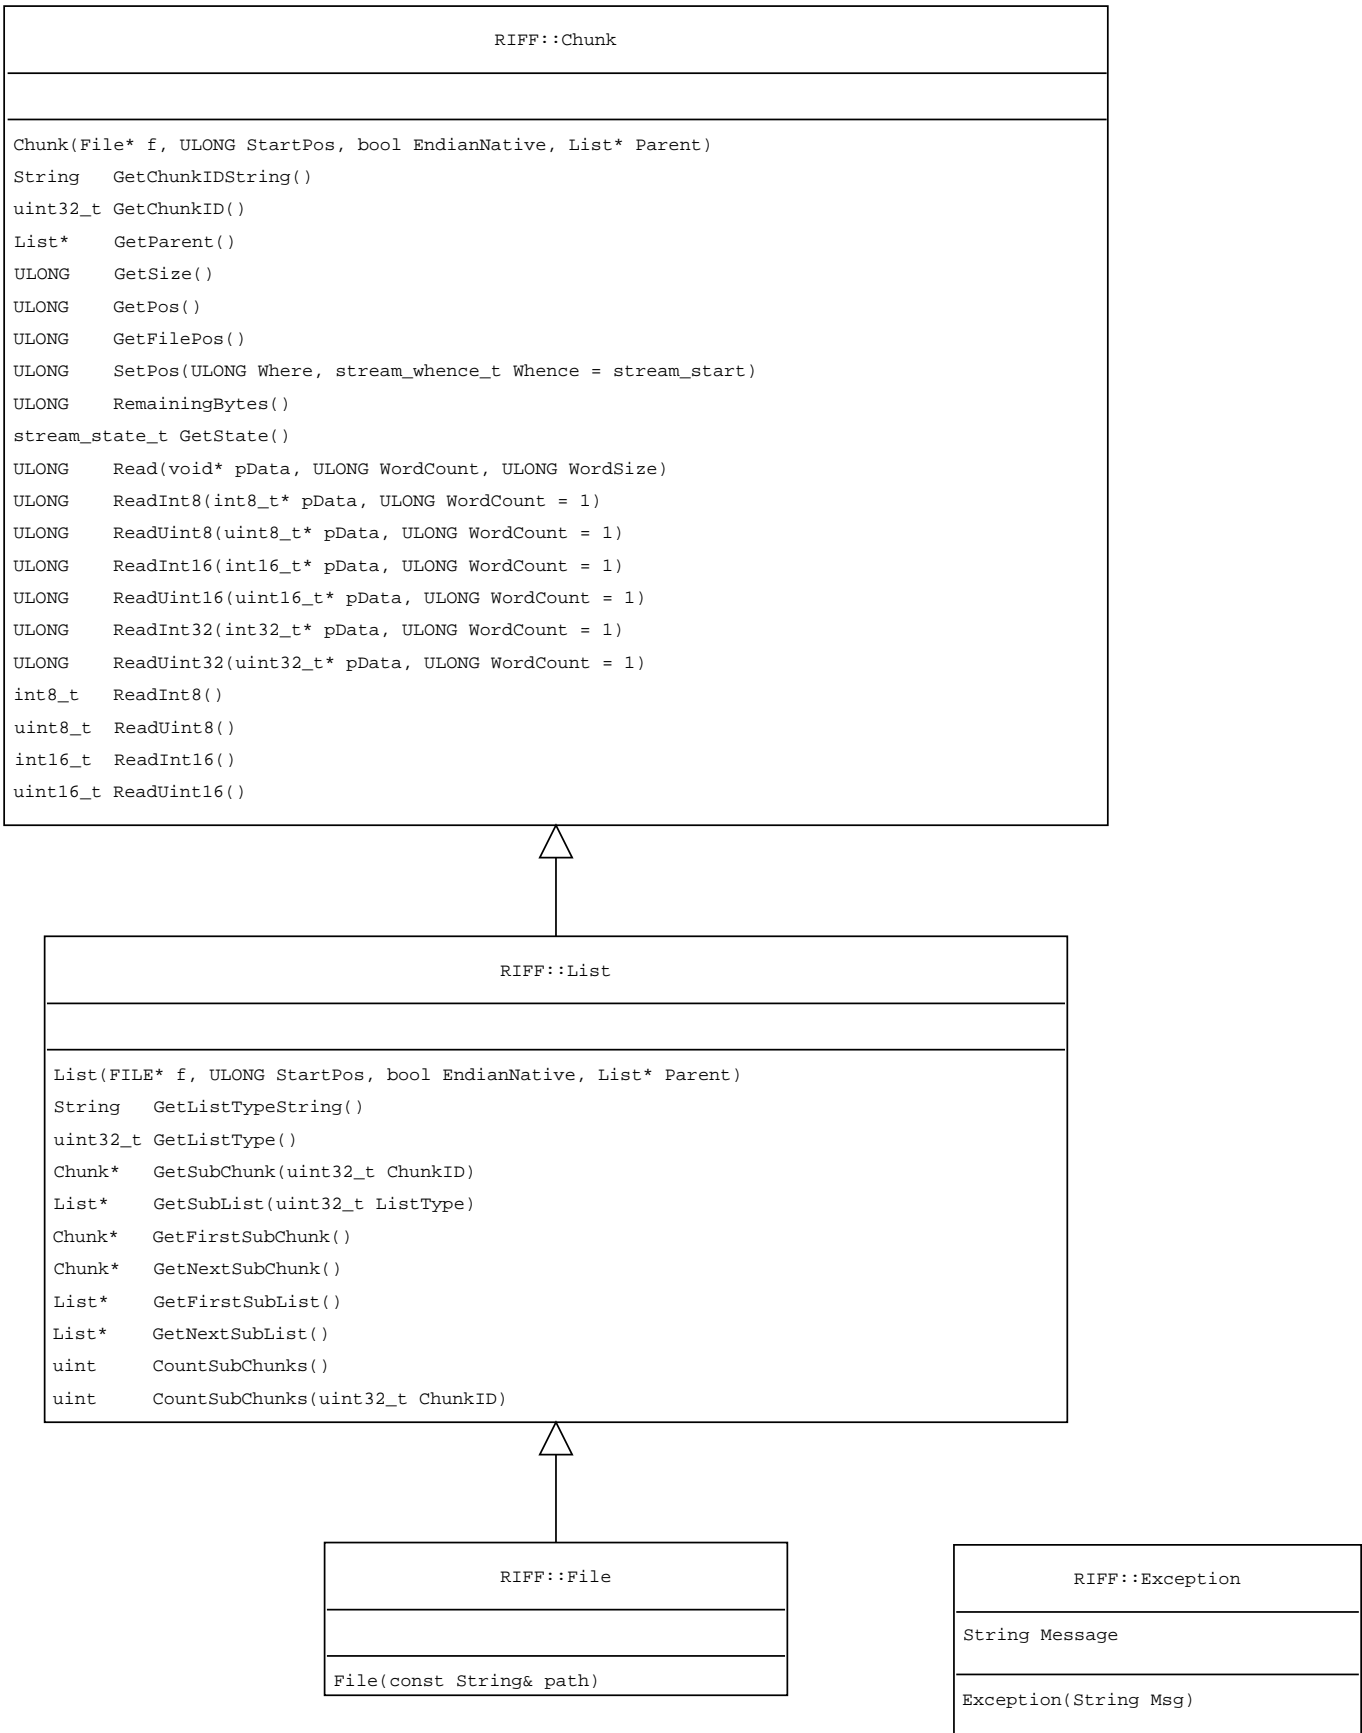 RIFF::Chunk
Chunk(File* f, ULONG StartPos, bool EndianNative, List* Parent)
String   GetChunkIDString()
uint32_t GetChunkID()
List*    GetParent()
ULONG    GetSize()
ULONG    GetPos()
ULONG    GetFilePos()
ULONG    SetPos(ULONG Where, stream_whence_t Whence = stream_start)
ULONG    RemainingBytes()
stream_state_t GetState()
ULONG    Read(void* pData, ULONG WordCount, ULONG WordSize)
ULONG    ReadInt8(int8_t* pData, ULONG WordCount = 1)
ULONG    ReadUint8(uint8_t* pData, ULONG WordCount = 1)
ULONG    ReadInt16(int16_t* pData, ULONG WordCount = 1)
ULONG    ReadUint16(uint16_t* pData, ULONG WordCount = 1)
ULONG    ReadInt32(int32_t* pData, ULONG WordCount = 1)
ULONG    ReadUint32(uint32_t* pData, ULONG WordCount = 1)
int8_t   ReadInt8()
uint8_t  ReadUint8()
int16_t  ReadInt16()
uint16_t ReadUint16()
RIFF::List
List(FILE* f, ULONG StartPos, bool EndianNative, List* Parent)
String   GetListTypeString()
uint32_t GetListType()
Chunk*   GetSubChunk(uint32_t ChunkID)
List*    GetSubList(uint32_t ListType)
Chunk*   GetFirstSubChunk()
Chunk*   GetNextSubChunk()
List*    GetFirstSubList()
List*    GetNextSubList()
uint     CountSubChunks()
uint     CountSubChunks(uint32_t ChunkID)
RIFF::File
File(const String& path)
RIFF::Exception
String Message
Exception(String Msg)